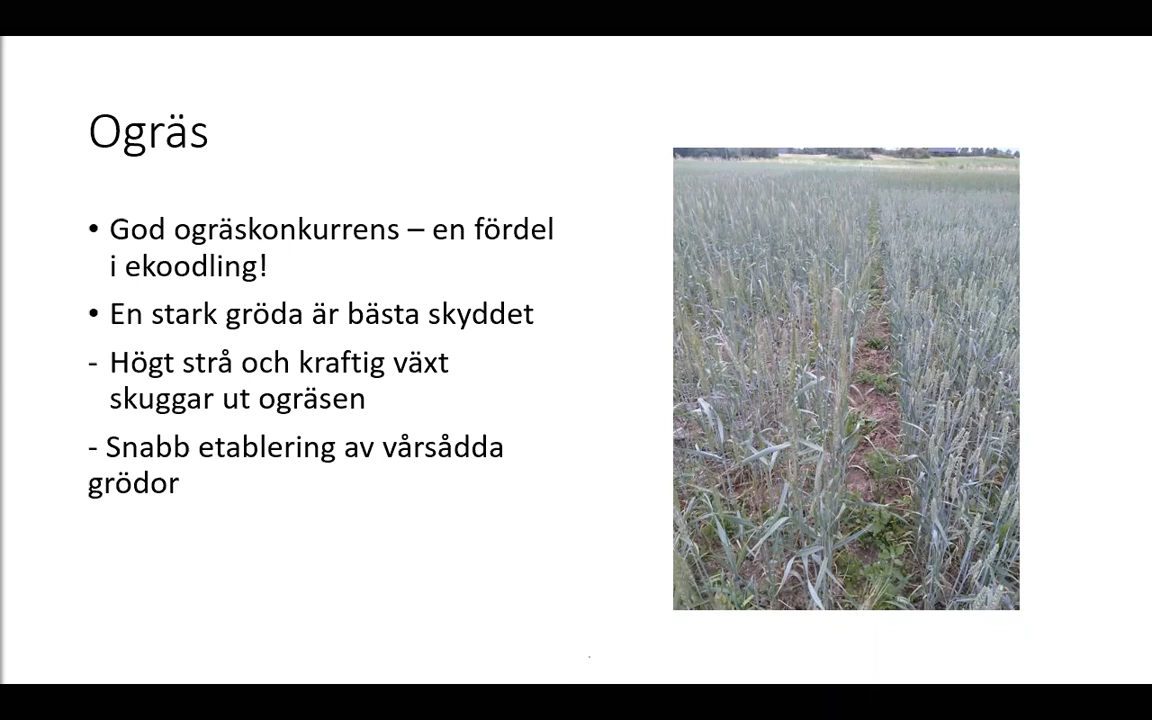 Ogräs
• God ogräskonkurrens – en fördel
i ekoodling!
• En stark gröda är bästa skyddet
- Högt strå och kraftig växt
skuggar ut ogräsen
- Snabb etablering av vårsådda
grödor